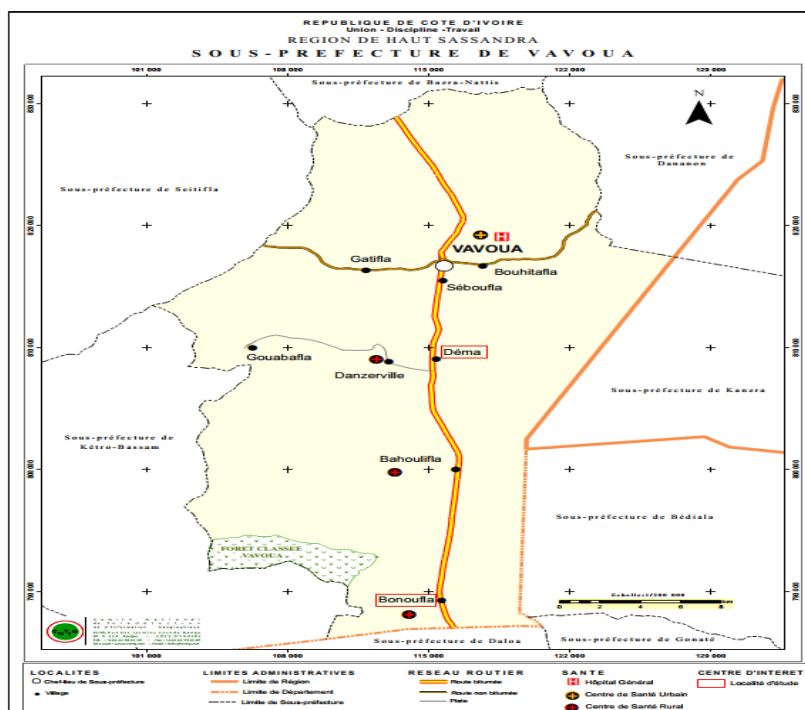 REPUBLIQUE DE COTE D'IVOIRE
Union - Discipline -Travail
REGION DE HAUT SASSANDRA
SOUS-PREFECTURE DE VAVOUA
101 000 108 000 115 000 122 000 129 000
Sous-préfecture de Bazra-Nattis
N
Sous-préfecture de Dananon
Sous-préfecture de Seitifla
H
VAVOUA
Gatifla
Bouhitafla
Séboufla
Gouabafla
Déma
Danzerville
Sous-préfecture de Kanzra
Sous-préfecture de
Kétro-Bassam
Bahoulifla
Sous-préfecture de Bédiala
FORET CLASSEE
VAVOUA
Bonoufla
0 2 4 6 8
Sous-préfecture de Daloa
Sous-préfecture de Gonaté
101 000 108 000 115 000 122 000 129 000
LOCALITES
Chef-lieu de Sous-préfecture
Village
LIMITES ADMINISTRATIVES
Limite de Région
Limite de Département
Limite de Sous-préfecture
RESEAU ROUTIER
Route bitumée
Route non bitumée
Piste
SANTE
H Hôpital Général
Centre de Santé Urbain
Centre de Santé Rural
CENTRE D'INTERET
Localité d'étude